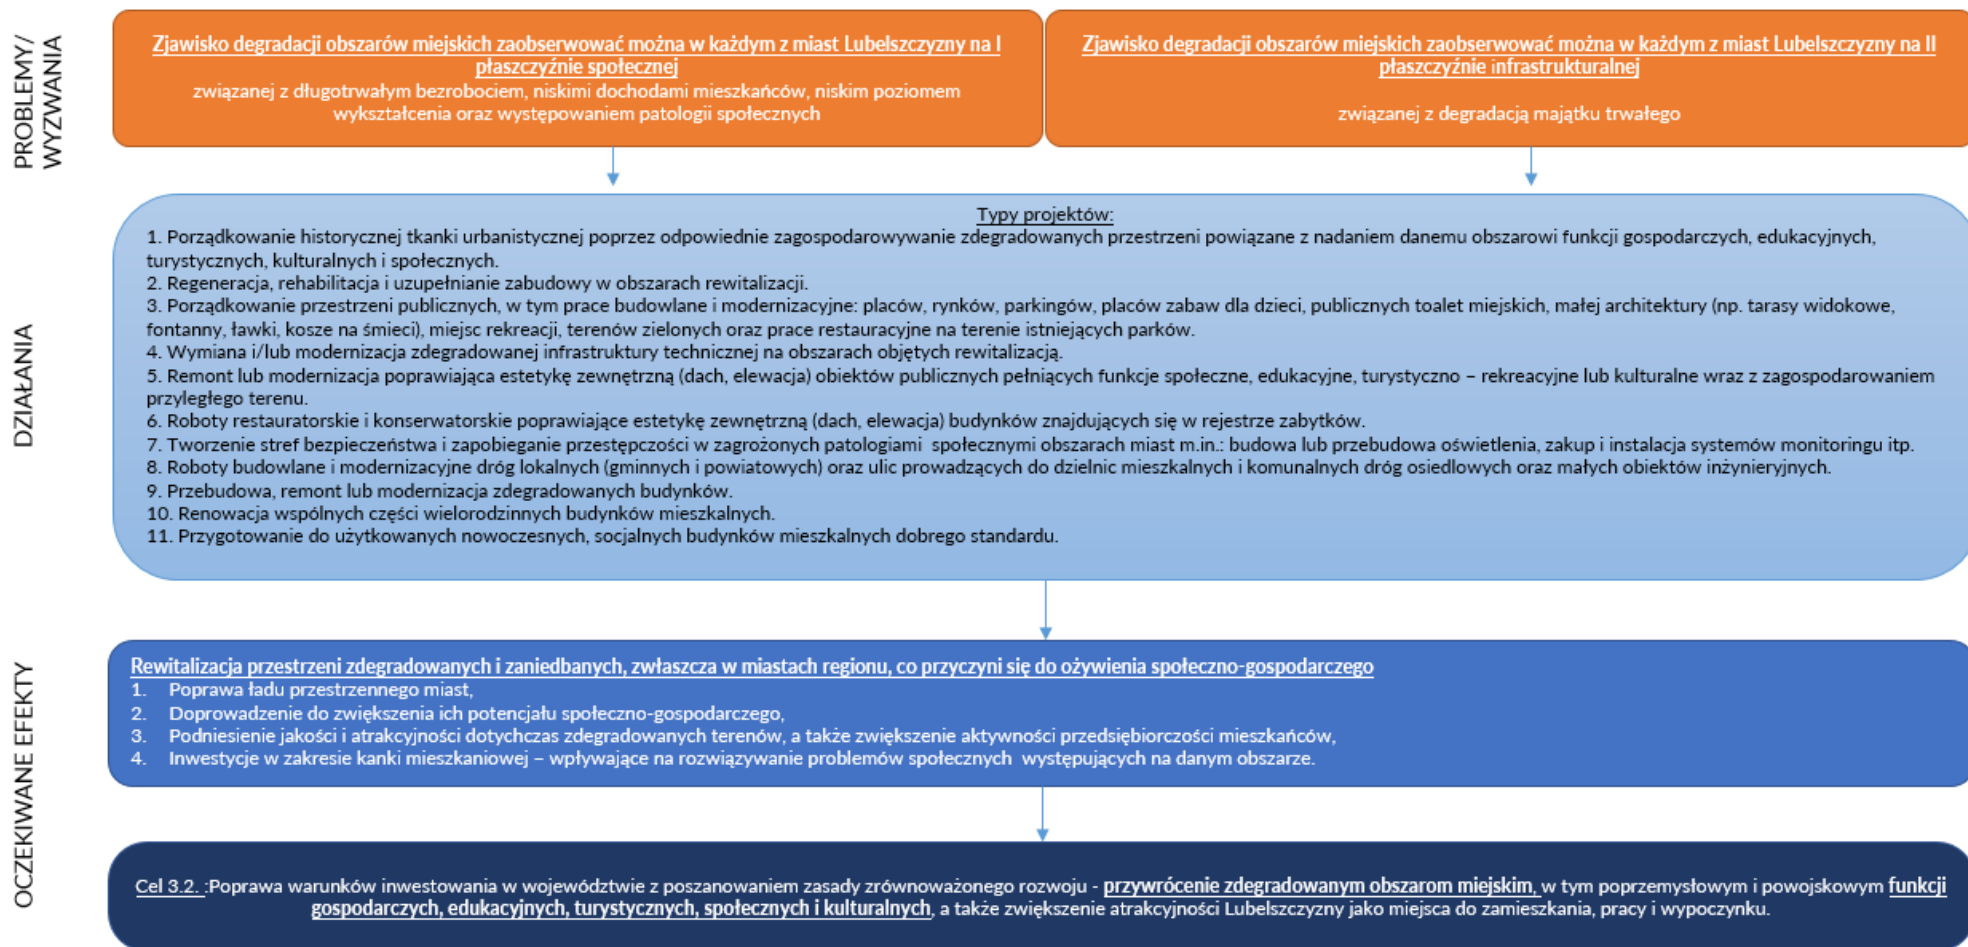 PROBLEMY/
WYZWANIA
Zjawisko degradacji obszarów miejskich zaobserwować można w każdym z miast Lubelszczyzny na I
płaszczyźnie społecznej
związanej z długotrwałym bezrobociem, niskimi dochodami mieszkańców, niskim poziomem
wykształcenia oraz występowaniem patologii społecznych
Zjawisko degradacji obszarów miejskich zaobserwować można w każdym z miast Lubelszczyzny na II
płaszczyźnie infrastrukturalnej
związanej z degradacją majątku trwałego
DZIAŁANIA
Typy projektów:
1. Porządkowanie historycznej tkanki urbanistycznej poprzez odpowiednie zagospodarowywanie zdegradowanych przestrzeni powiązane z nadaniem danemu obszarowi funkcji gospodarczych, edukacyjnych,
turystycznych, kulturalnych i społecznych.
2. Regeneracja, rehabilitacja i uzupełnianie zabudowy w obszarach rewitalizacji.
3. Porządkowanie przestrzeni publicznych, w tym prace budowlane i modernizacyjne: placów, rynków, parkingów, placów zabaw dla dzieci, publicznych toalet miejskich, małej architektury (np. tarasy widokowe,
fontanny, ławki, kosze na śmieci), miejsc rekreacji, terenów zielonych oraz prace restauracyjne na terenie istniejących parków.
4. Wymiana i/lub modernizacja zdegradowanej infrastruktury technicznej na obszarach objętych rewitalizacją.
5. Remont lub modernizacja poprawiająca estetykę zewnętrzną (dach, elewacja) obiektów publicznych pełniących funkcje społeczne, edukacyjne, turystyczno – rekreacyjne lub kulturalne wraz z zagospodarowaniem
przyległego terenu.
6. Roboty restauratorskie i konserwatorskie poprawiające estetykę zewnętrzną (dach, elewacja) budynków znajdujących się w rejestrze zabytków.
7. Tworzenie stref bezpieczeństwa i zapobieganie przestępczości w zagrożonych patologiami społecznymi obszarach miast m.in.: budowa lub przebudowa oświetlenia, zakup i instalacja systemów monitoringu itp.
8. Roboty budowlane i modernizacyjne dróg lokalnych (gminnych i powiatowych) oraz ulic prowadzących do dzielnic mieszkalnych i komunalnych dróg osiedlowych oraz małych obiektów inżynieryjnych.
9. Przebudowa, remont lub modernizacja zdegradowanych budynków.
10. Renowacja wspólnych części wielorodzinnych budynków mieszkalnych.
11. Przygotowanie do użytkowanych nowoczesnych, socjalnych budynków mieszkalnych dobrego standardu.
OCZEKIWANE EFEKTY
Rewitalizacja przestrzeni zdegradowanych i zaniedbanych, zwłaszcza w miastach regionu, co przyczyni się do ożywienia społeczno-gospodarczego
1. Poprawa ładu przestrzennego miast,
2. Doprowadzenie do zwiększenia ich potencjału społeczno-gospodarczego,
3. Podniesienie jakości i atrakcyjności dotychczas zdegradowanych terenów, a także zwiększenie aktywności przedsiębiorczości mieszkańców,
4. Inwestycje w zakresie kanki mieszkaniowej – wpływające na rozwiązywanie problemów społecznych występujących na danym obszarze.
Cel 3.2. :Poprawa warunków inwestowania w województwie z poszanowaniem zasady zrównoważonego rozwoju - przywrócenie zdegradowanym obszarom miejskim, w tym poprzemysłowym i powojskowym funkcji
gospodarczych, edukacyjnych, turystycznych, społecznych i kulturalnych, a także zwiększenie atrakcyjności Lubelszczyzny jako miejsca do zamieszkania, pracy i wypoczynku.